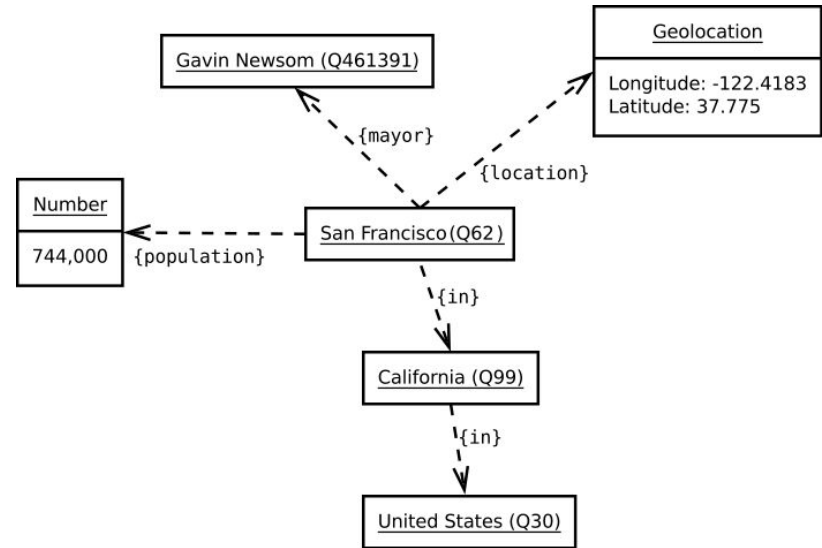 Gavin Newsom (Q461391)
Geolocation
Longitude: -122.4183
Latitude: 37.775
{mayor}
{location}
Number
744,000
{population}
San Francisco(Q62)
{in}
California (Q99)
{in}
United States (Q30)